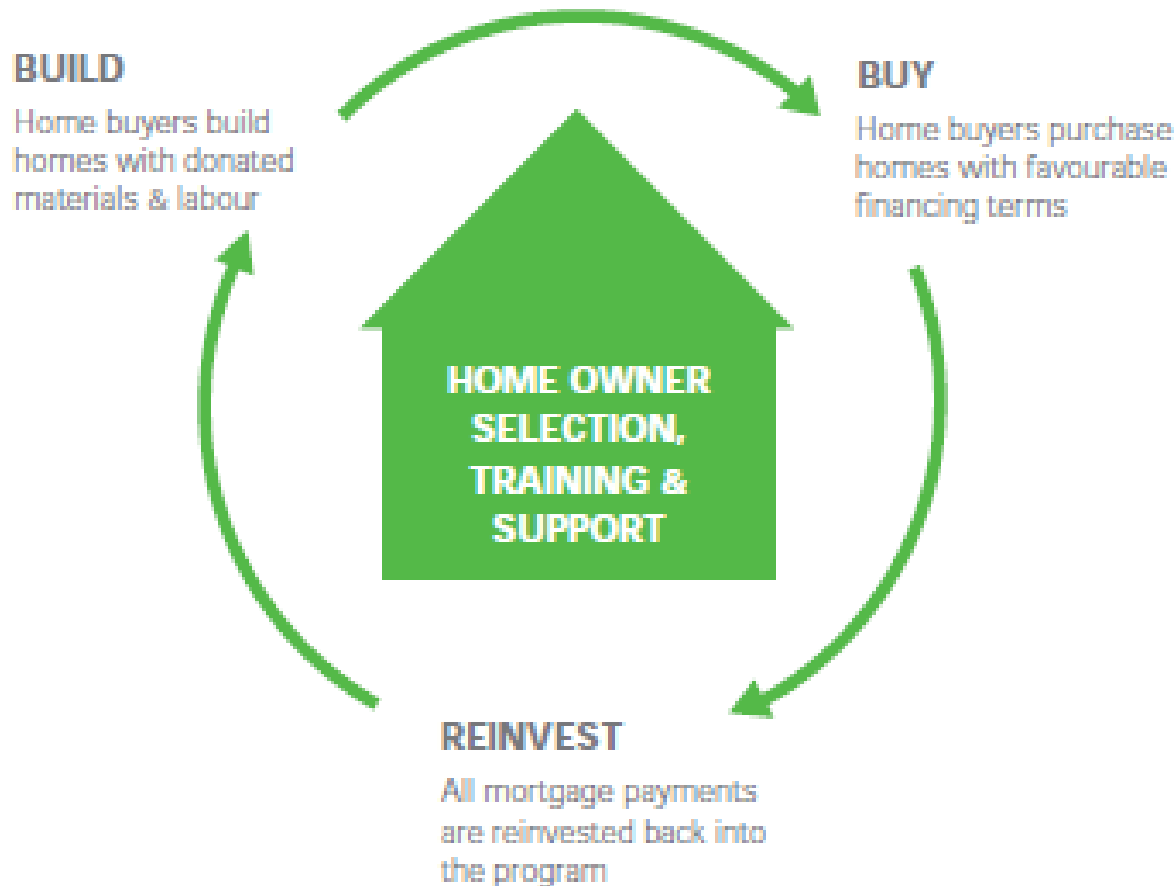 BUILD
Home buyers build
homes with donated
materials & labour
BUY
Home buyers purchase
homes with favourable
financing terms
HOME OWNER
SELECTION,
TRAINING &
SUPPORT
REINVEST
All mortgage payments
are reinvested back into
the program